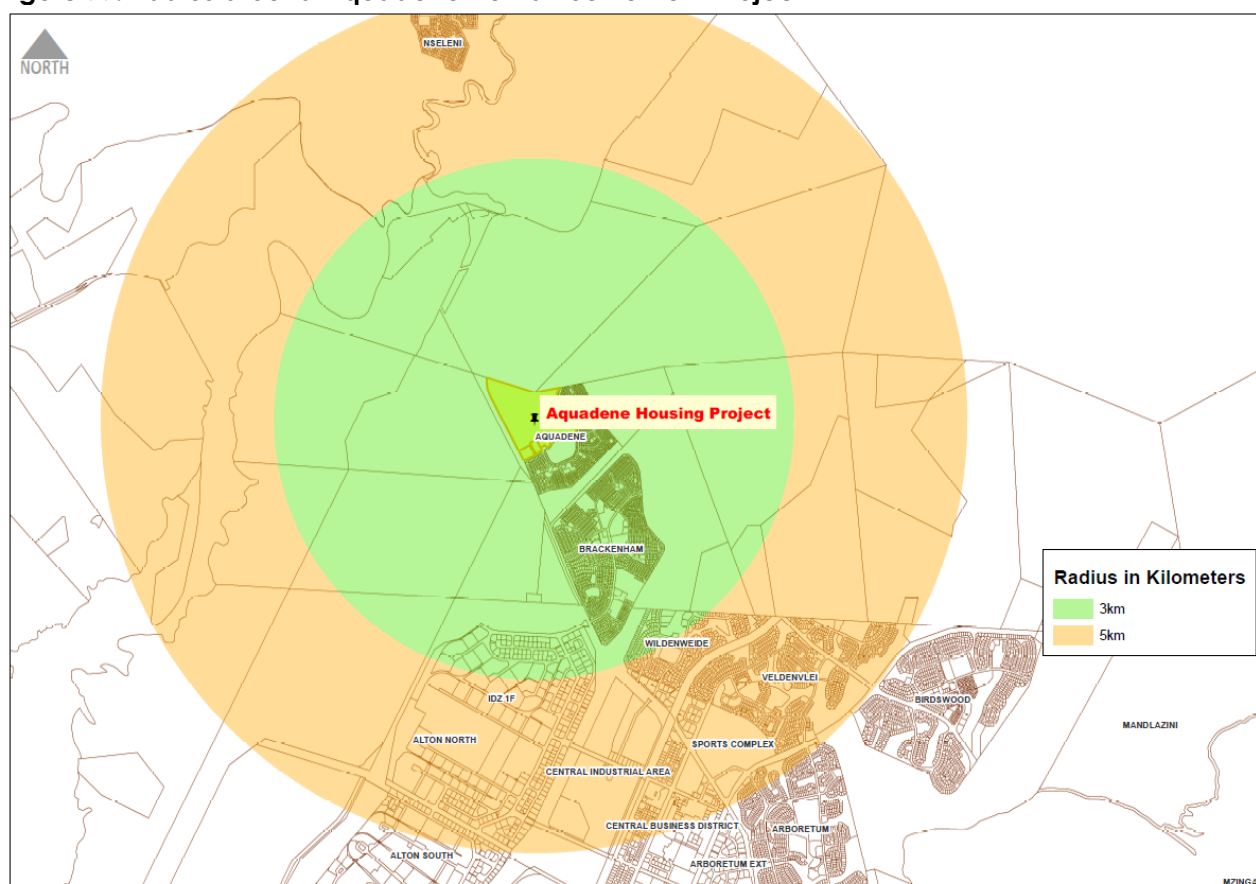 NSELENI
NORTH
Aquadene Housing Project
AQUADENE
BRACKENHAM
Radius in Kilometers
3km
5km
WILDENWEIDE
VELDENVLEI
IDZ 1F
BIRDSWOOD
MANDLAZINI
ALTON NORTH
SPORTS COMPLEX
CENTRAL INDUSTRIAL AREA
CENTRAL BUSINESS DISTRICT
ARBORETUM
ALTON SOUTH
ARBORETUM EXT
MZINGA